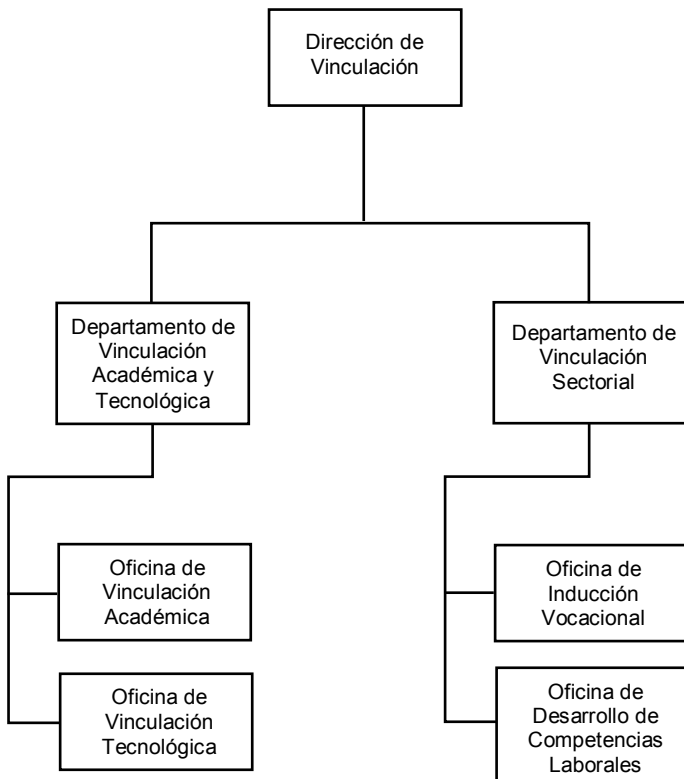 Dirección de
Vinculación
Departamento de
Vinculación
Académica y
Tecnológica
Departamento de
Vinculación
Sectorial
Oficina de
Vinculación
Académica
Oficina de
Inducción
Vocacional
Oficina de
Vinculación
Tecnológica
Oficina de
Desarrollo de
Competencias
Laborales